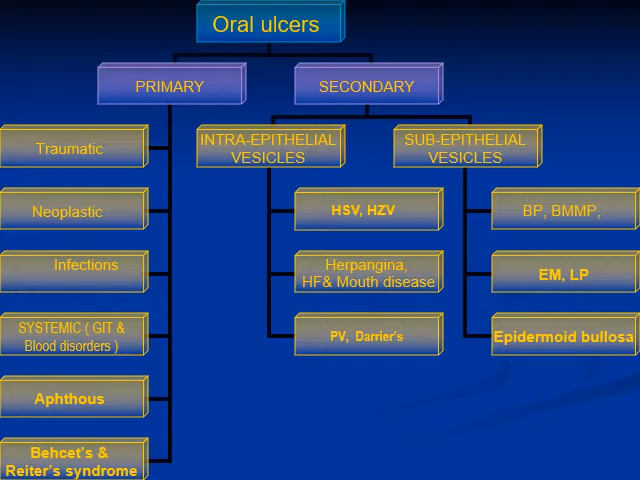 Oral ulcers
PRIMARY
SECONDARY
Traumatic
Neoplastic
Infections
SYSTEMIC ( GIT &
Blood disorders )
Aphthous
Behcet's &
Reiter's syndrome
INTRA-EPITHELIAL
VESICLES
HSV, HZV
Herpangina,
HF& Mouth disease
PV, Darrier's
SUB-EPITHELIAL
VESICLES
BP, BMMP,
EM, LP
Epidermoid bullosa